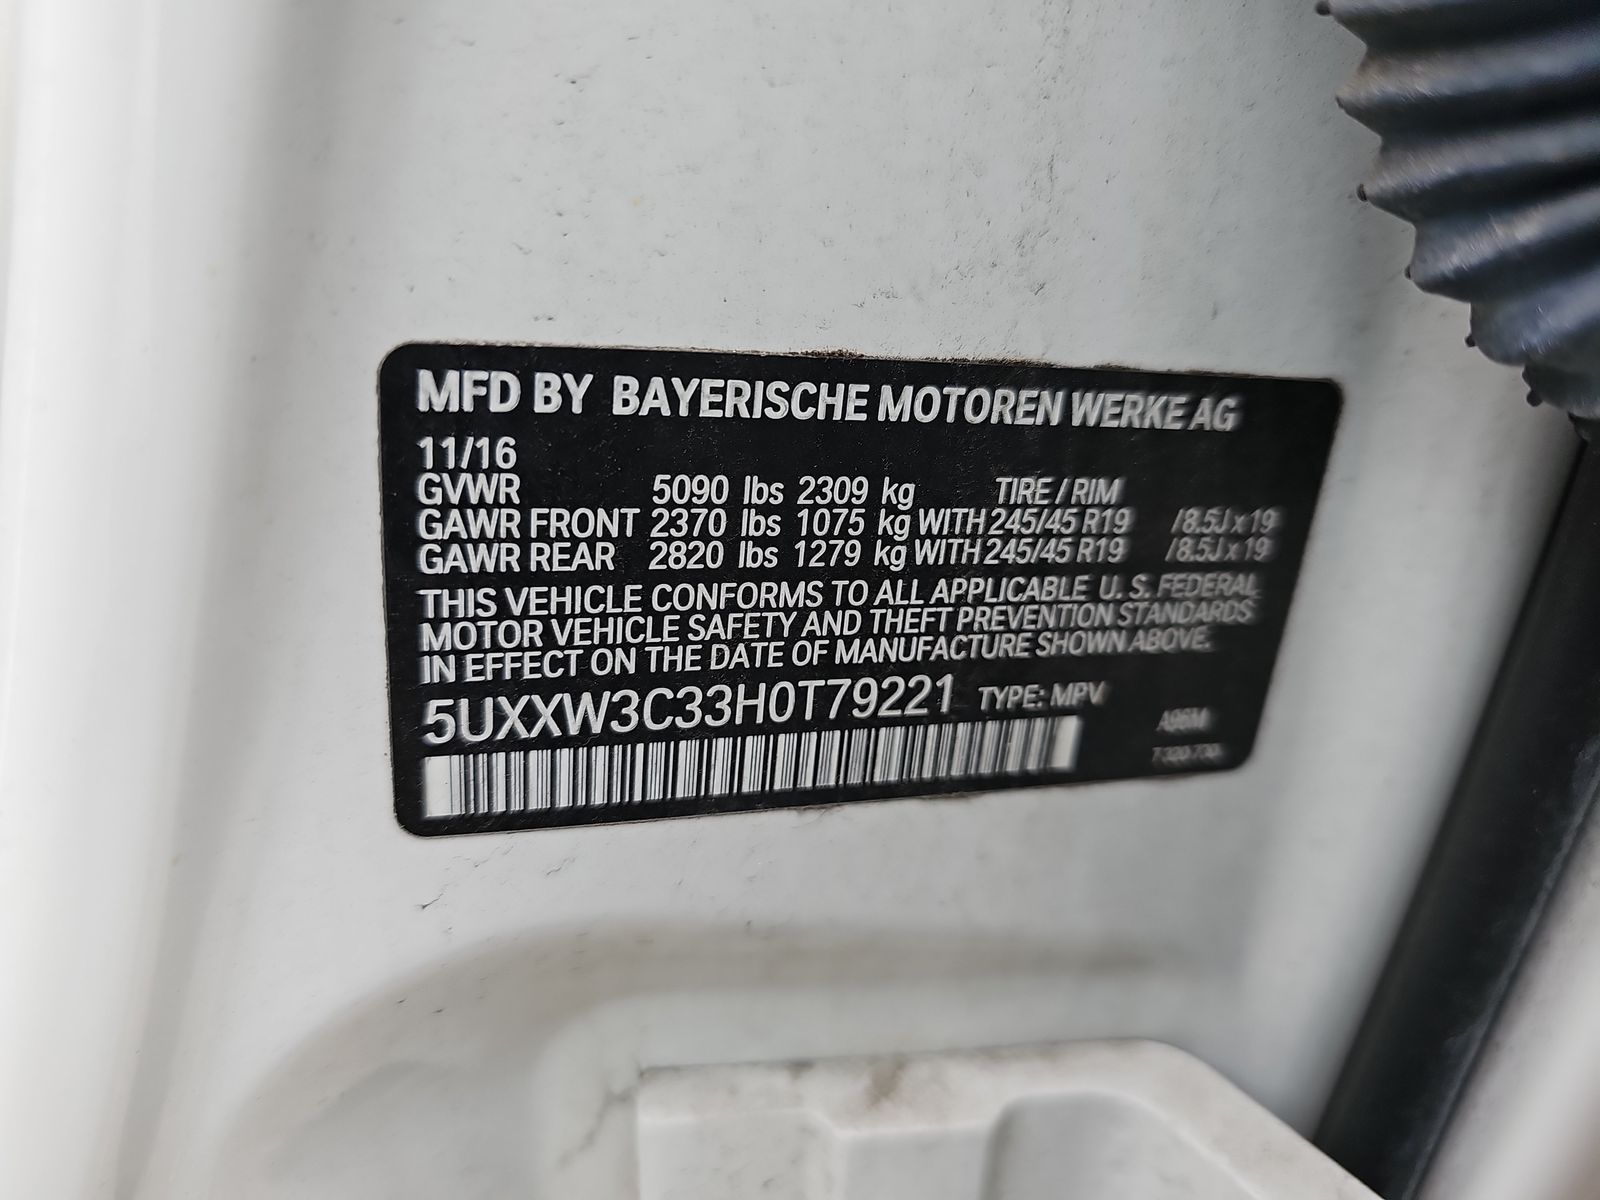 MFD BY BAYERISCHE MOTOREN WERKE AG
11/16
GVWR 5090 lbs 2309 kg TIRE / RIM
GAWR FRONT 2370 lbs 1075 kg WITH 245/45 R19 /8.5J x 19
GAWR REAR 2820 lbs 1279 kg WITH 245/45 R19 /8.5J x 19
THIS VEHICLE CONFORMS TO ALL APPLICABLE U. S. FEDERAL
MOTOR VEHICLE SAFETY AND THEFT PREVENTION STANDARDS
IN EFFECT ON THE DATE OF MANUFACTURE SHOWN ABOVE.
5UXXW3C33H0T79221 TYPE: MPV
A96M